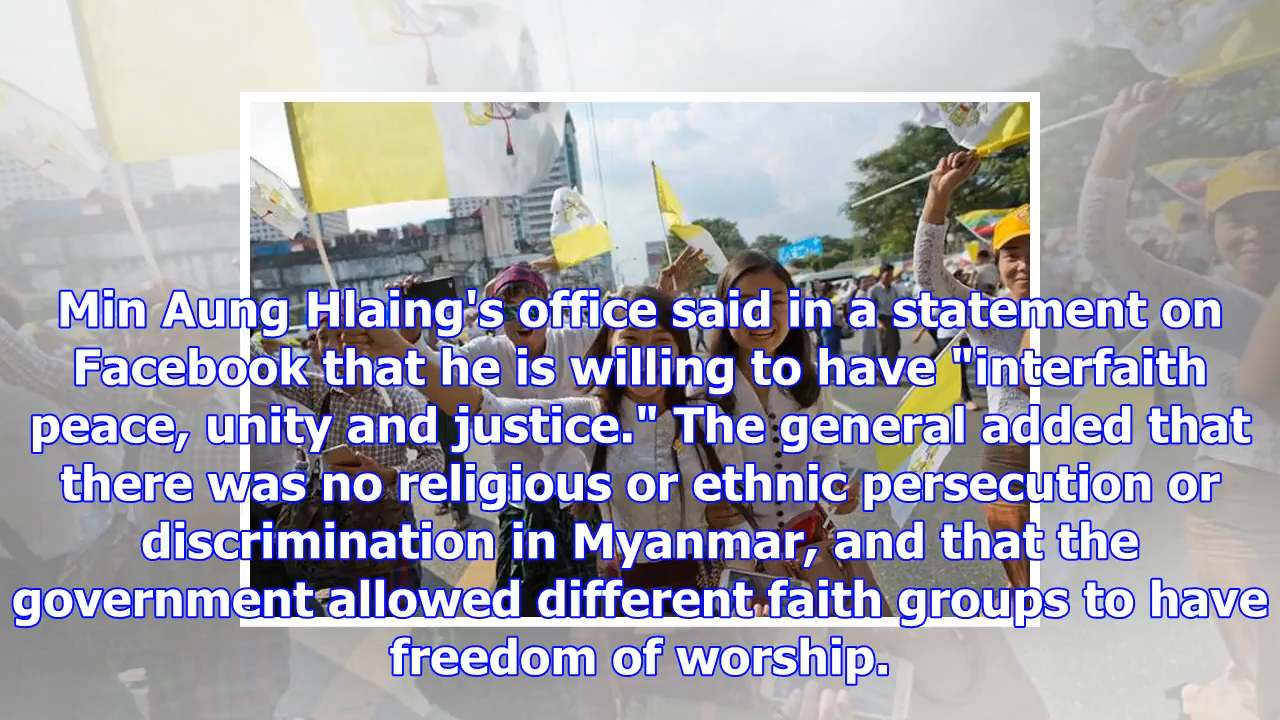 Min Aung Hlaing's office said in a statement on
Facebook that he is willing to have "interfaith
peace, unity and justice." The general added that
there was no religious or ethnic persecution or
discrimination in Myanmar, and that the
government allowed different faith groups to have
freedom of worship.